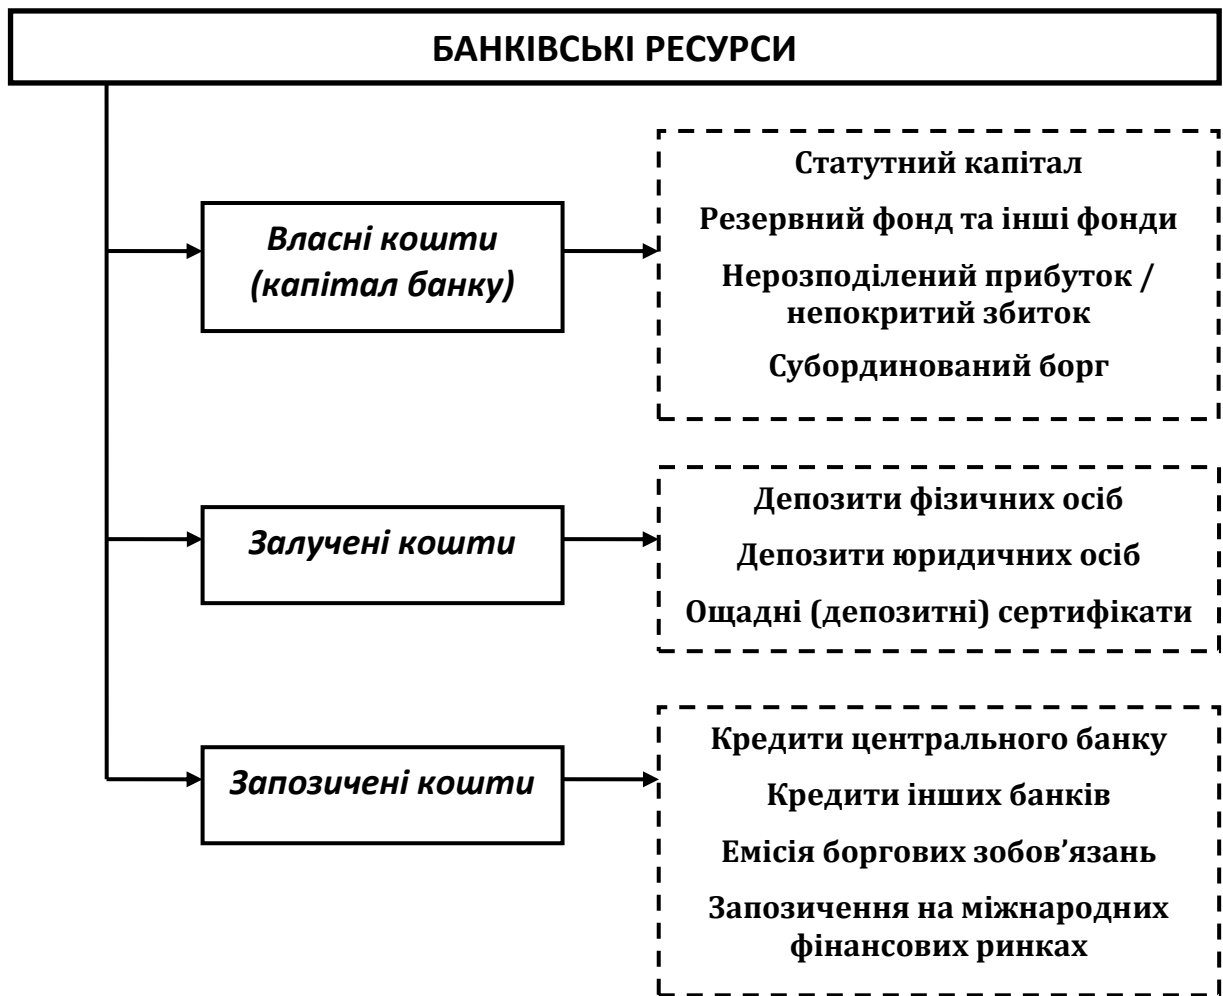 БАНКІВСЬКІ РЕСУРСИ
Власні кошти
(капітал банку)
Статутний капітал
Резервний фонд та інші фонди
Нерозподілений прибуток /
непокритий збиток
Субординований борг
Залучені кошти
Депозити фізичних осіб
Депозити юридичних осіб
Ощадні (депозитні) сертифікати
Запозичені кошти
Кредити центрального банку
Кредити інших банків
Емісія боргових зобов’язань
Запозичення на міжнародних
фінансових ринках